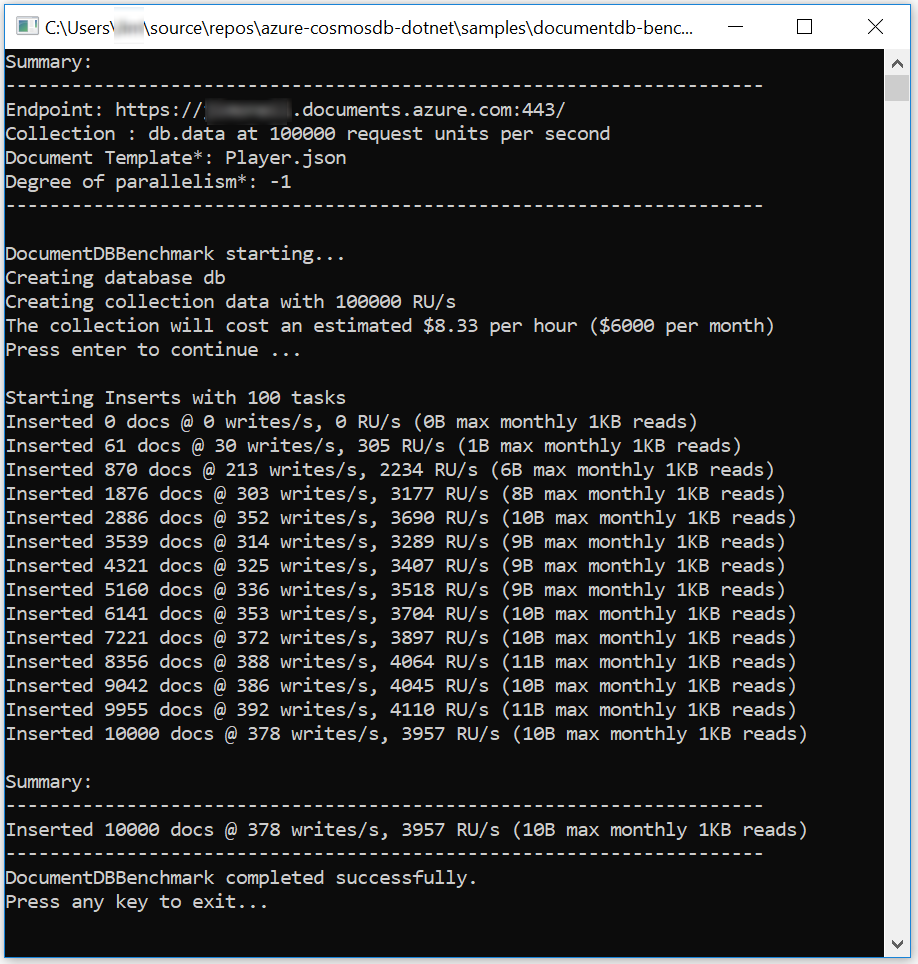 C:\Users\ \source\repos\azure-cosmosdb-dotnet\samples\documentdb-benc...
Summary:
---------------------------------------------------------------------
Endpoint: https:// .documents.azure.com:443/
Collection : db.data at 100000 request units per second
Document Template*: Player.json
Degree of parallelism*: -1
---------------------------------------------------------------------
DocumentDBBenchmark starting...
Creating database db
Creating collection data with 100000 RU/s
The collection will cost an estimated $8.33 per hour ($6000 per month)
Press enter to continue ...
Starting Inserts with 100 tasks
Inserted 0 docs @ 0 writes/s, 0 RU/s (0B max monthly 1KB reads)
Inserted 61 docs @ 30 writes/s, 305 RU/s (1B max monthly 1KB reads)
Inserted 870 docs @ 213 writes/s, 2234 RU/s (6B max monthly 1KB reads)
Inserted 1876 docs @ 303 writes/s, 3177 RU/s (8B max monthly 1KB reads)
Inserted 2886 docs @ 352 writes/s, 3690 RU/s (10B max monthly 1KB reads)
Inserted 3539 docs @ 314 writes/s, 3289 RU/s (9B max monthly 1KB reads)
Inserted 4321 docs @ 325 writes/s, 3407 RU/s (9B max monthly 1KB reads)
Inserted 5160 docs @ 336 writes/s, 3518 RU/s (9B max monthly 1KB reads)
Inserted 6141 docs @ 353 writes/s, 3704 RU/s (10B max monthly 1KB reads)
Inserted 7221 docs @ 372 writes/s, 3897 RU/s (10B max monthly 1KB reads)
Inserted 8356 docs @ 388 writes/s, 4064 RU/s (11B max monthly 1KB reads)
Inserted 9042 docs @ 386 writes/s, 4045 RU/s (10B max monthly 1KB reads)
Inserted 9955 docs @ 392 writes/s, 4110 RU/s (11B max monthly 1KB reads)
Inserted 10000 docs @ 378 writes/s, 3957 RU/s (10B max monthly 1KB reads)
Summary:
---------------------------------------------------------------------
Inserted 10000 docs @ 378 writes/s, 3957 RU/s (10B max monthly 1KB reads)
---------------------------------------------------------------------
DocumentDBBenchmark completed successfully.
Press any key to exit...